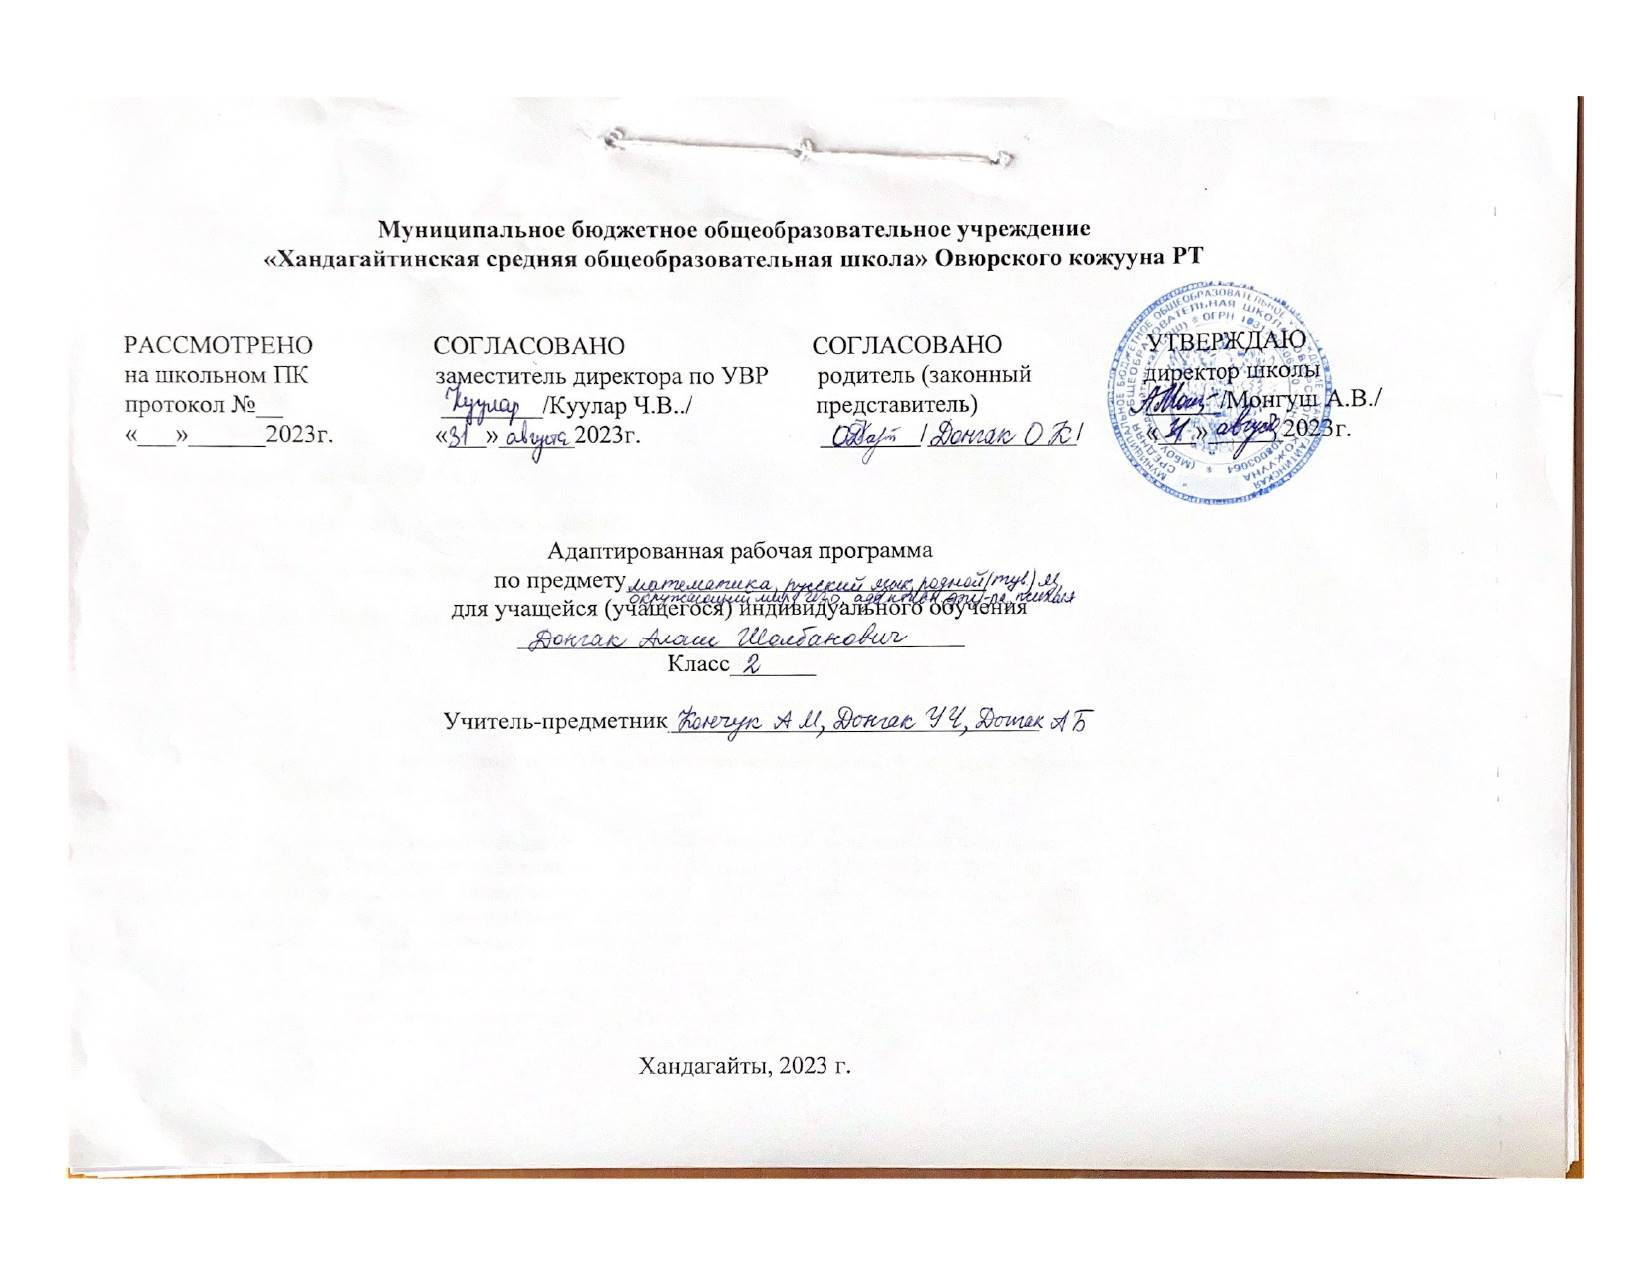 Муниципальное бюджетное общеобразовательное учреждение
«Хандагайтинская средняя общеобразовательная школа» Овюрского кожууна РТ
РАССМОТРЕНО
на школьном ПК
протокол №__
«___»______2023г.
СОГЛАСОВАНО
заместитель директора по УВР
Куулар /Куулар Ч.В../
«31» августа 2023г.
СОГЛАСОВАНО
родитель (законный
представитель)
/ Донгак О К /
УТВЕРЖДАЮ
директор школы
/Монгуш А.В./
«31» августа 2023г.
Адаптированная рабочая программа
по предмету математика, русский язык, родной (тув) яз,
окружающий мир, изо,
для учащейся (учащегося) индивидуального обучения
Донгак Алаш Шолбанович
Класс 2
Учитель-предметник Кончук А М, Донгак У Ч, Донгак А Б
Хандагайты, 2023 г.